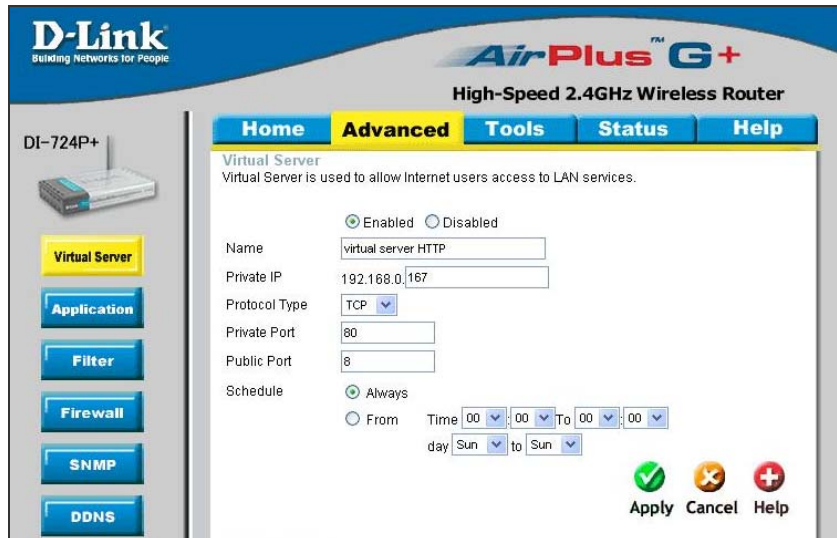 D-Link
Building Networks for People
AirPlus™ G+
High-Speed 2.4GHz Wireless Router
DI-724P+
Home Advanced Tools Status Help
Virtual Server
Virtual Server is used to allow Internet users access to LAN services.
Enabled Disabled
Name virtual server HTTP
Private IP 192.168.0.167
Protocol Type TCP
Private Port 80
Public Port 8
Schedule Always
From Time 00 : 00 To 00 : 00
day Sun to Sun
Apply Cancel Help
Virtual Server
Application
Filter
Firewall
SNMP
DDNS